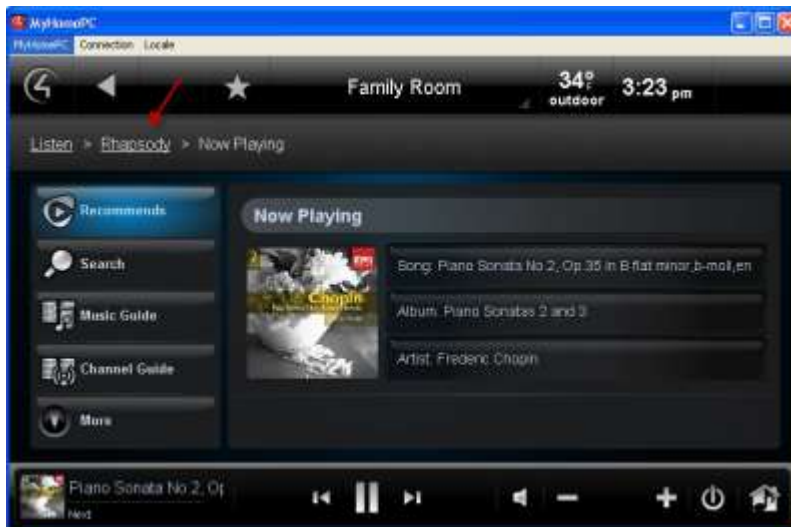 MyHomePC
MyHomePC Connection Locale
Family Room
34°F
outdoor
3:23 pm
Listen > Rhapsody > Now Playing
Recommends
Search
Music Guide
Channel Guide
More
Now Playing
2
EMI
Chopin
Song: Piano Sonata No 2, Op.35 in B-flat minor,b-moll,en
Album: Piano Sonatas 2 and 3
Artist: Frederic Chopin
Piano Sonata No 2, Op
Next: